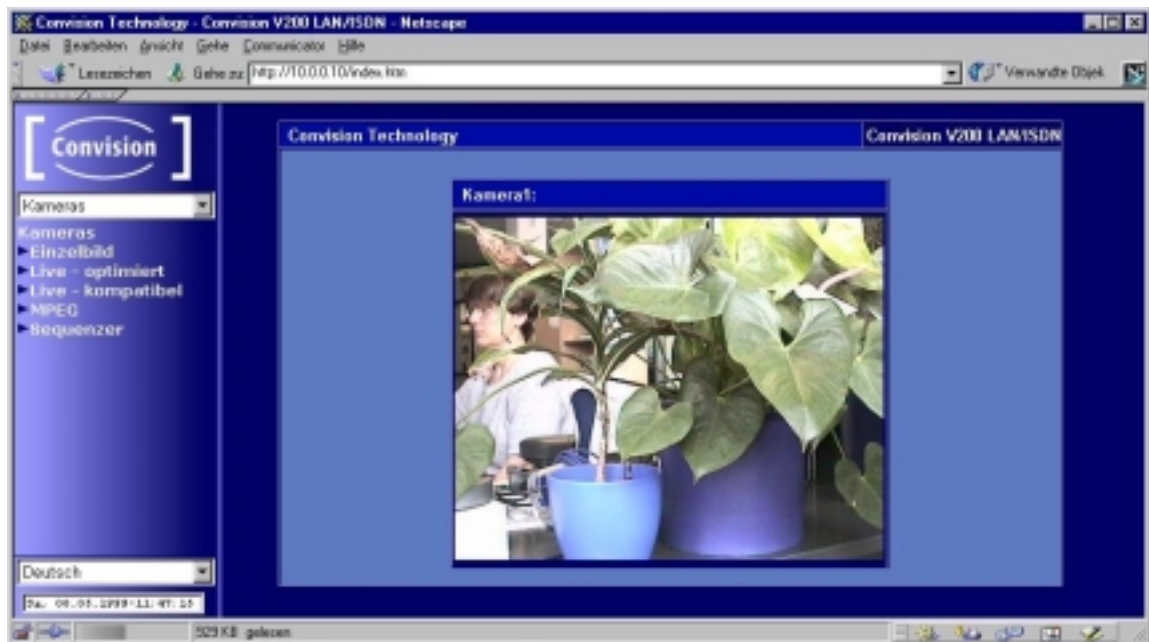 Convision Technology - Convision V200 LAN/ISDN - Netscape
Datei Bearbeiten Ansicht Gehe Communicator Hilfe
Lesezeichen Gehe zu http://10.0.0.10/index.htm Verwandte Objek
Convision
Convision Technology Convision V200 LAN/ISDN
Kameras
Kamera1:
Kameras
Einzelbild
Live - optimiert
Live - kompatibel
MPEG
Sequenzer
Deutsch
929 KB gelesen